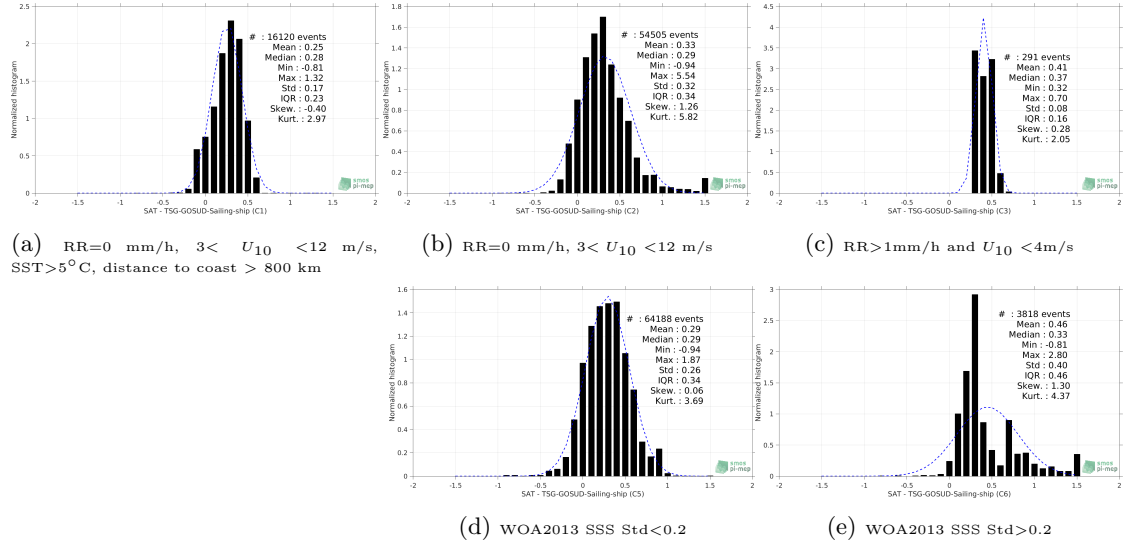 2.5
2
1.5
1
0.5
0
Normalized histogram
# : 16120 events
Mean : 0.25
Median : 0.28
Min : -0.81
Max : 1.32
Std : 0.17
IQR : 0.23
Skew. : -0.40
Kurt. : 2.97
smos
pi-mep
-2 -1.5 -1 -0.5 0 0.5 1 1.5 2
SAT - TSG-GOSUD-Sailing-ship (C1)
(a) RR=0 mm/h, 3< U10 <12 m/s,
SST>5°C, distance to coast > 800 km
1.8
1.6
1.4
1.2
1
0.8
0.6
0.4
0.2
0
Normalized histogram
# : 54505 events
Mean : 0.33
Median : 0.29
Min : -0.94
Max : 5.54
Std : 0.32
IQR : 0.34
Skew. : 1.26
Kurt. : 5.82
smos
pi-mep
-2 -1.5 -1 -0.5 0 0.5 1 1.5 2
SAT - TSG-GOSUD-Sailing-ship (C2)
(b) RR=0 mm/h, 3< U10 <12 m/s
4.5
4
3.5
3
2.5
2
1.5
1
0.5
0
Normalized histogram
# : 291 events
Mean : 0.41
Median : 0.37
Min : 0.32
Max : 0.70
Std : 0.08
IQR : 0.16
Skew. : 0.28
Kurt. : 2.05
smos
pi-mep
-2 -1.5 -1 -0.5 0 0.5 1 1.5 2
SAT - TSG-GOSUD-Sailing-ship (C3)
(c) RR>1mm/h and U10 <4m/s
1.6
1.4
1.2
1
0.8
0.6
0.4
0.2
0
Normalized histogram
# : 64188 events
Mean : 0.29
Median : 0.29
Min : -0.94
Max : 1.87
Std : 0.26
IQR : 0.34
Skew. : 0.06
Kurt. : 3.69
smos
pi-mep
-2 -1.5 -1 -0.5 0 0.5 1 1.5 2
SAT - TSG-GOSUD-Sailing-ship (C5)
(d) WOA2013 SSS Std<0.2
3
2.5
2
1.5
1
0.5
0
Normalized histogram
# : 3818 events
Mean : 0.46
Median : 0.33
Min : -0.81
Max : 2.80
Std : 0.40
IQR : 0.46
Skew. : 1.30
Kurt. : 4.37
smos
pi-mep
-2 -1.5 -1 -0.5 0 0.5 1 1.5 2
SAT - TSG-GOSUD-Sailing-ship (C6)
(e) WOA2013 SSS Std>0.2